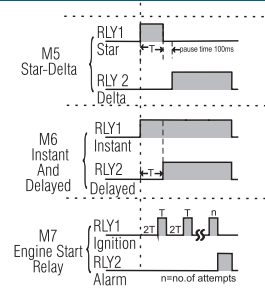 M5
Star-Delta
RLY1
Star
T
pause time 100ms
RLY 2
Delta
M6
Instant
And
Delayed
RLY1
Instant
RLY2
Delayed
T
M7
Engine Start
Relay
RLY1
Ignition
2T
T
2T
T
n
RLY2
Alarm
n=no.of attempts